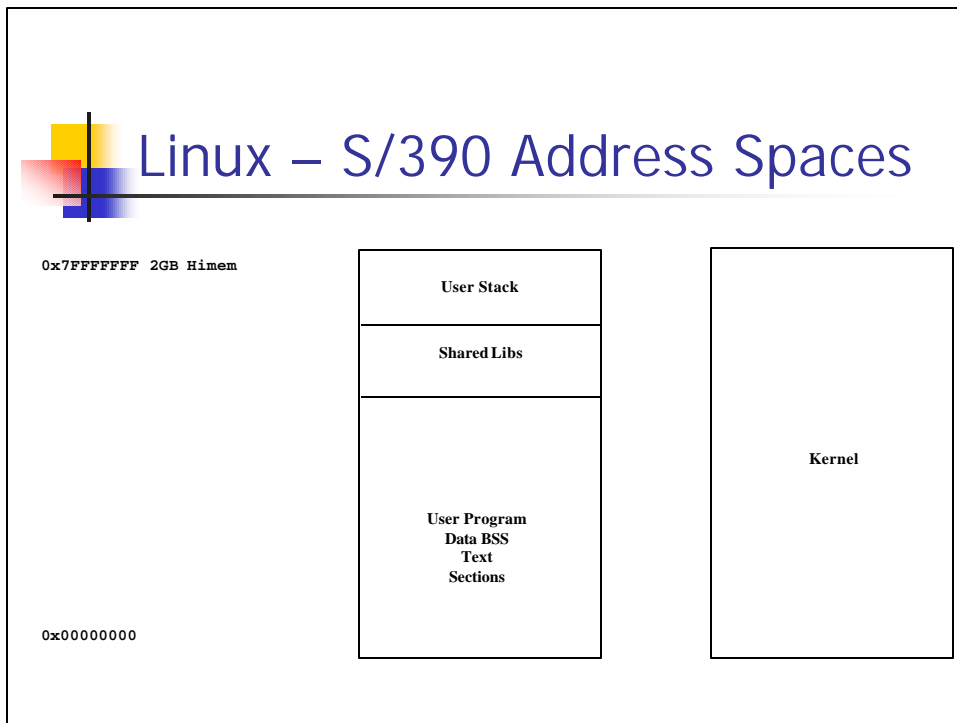 Linux – S/390 Address Spaces
0x7FFFFFFF 2GB Himem
User Stack
Shared Libs
Kernel
User Program
Data BSS
Text
Sections
0x00000000